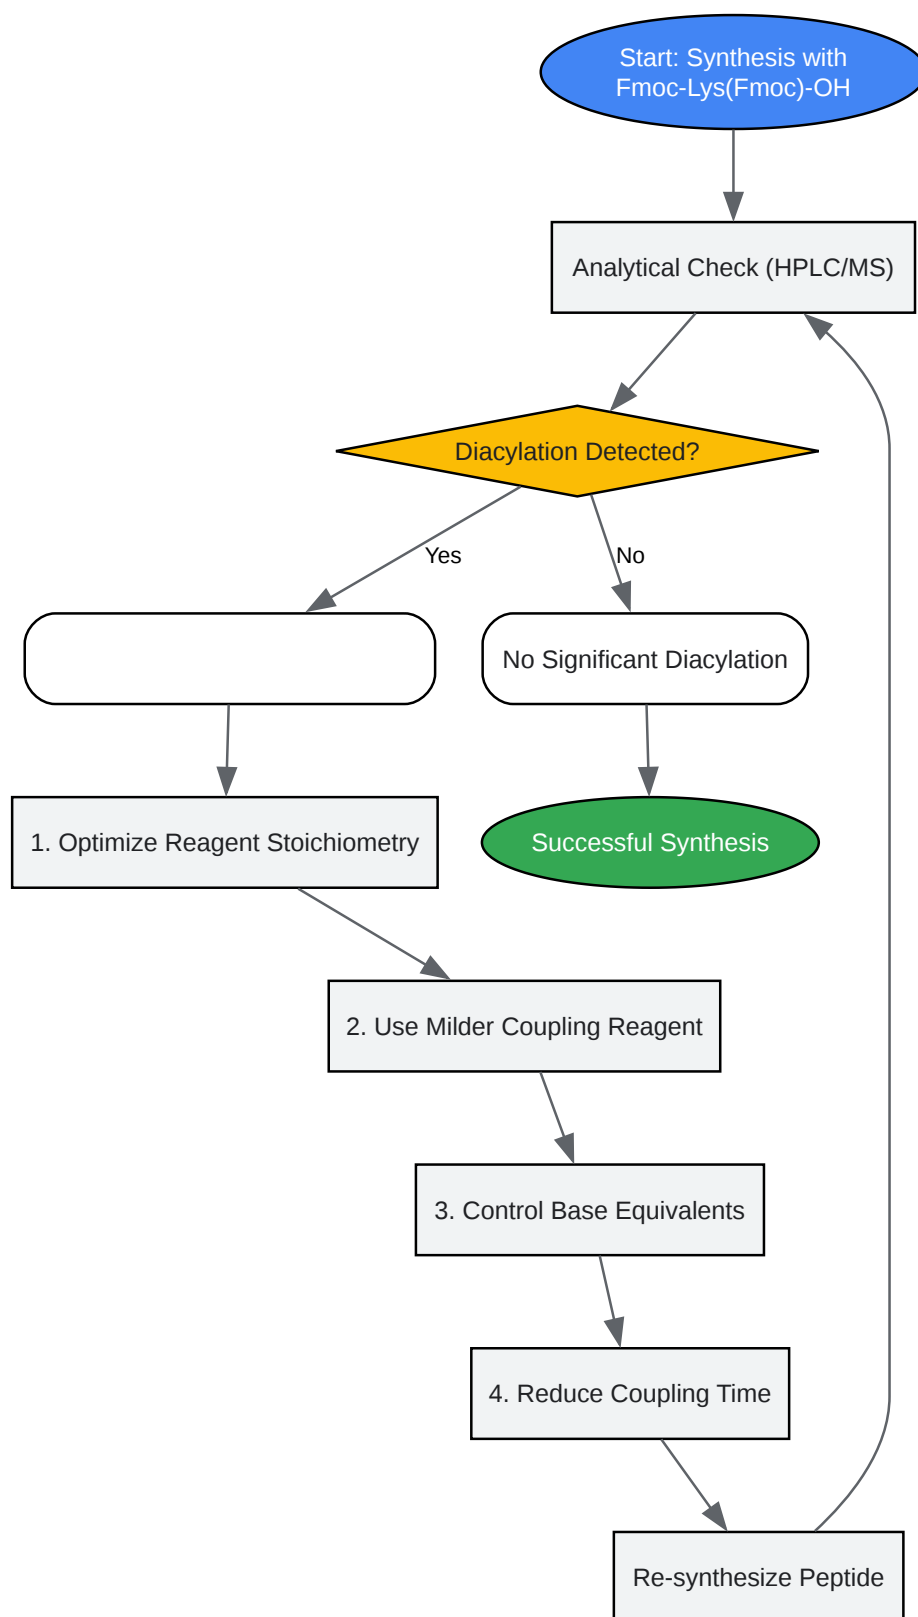 Start: Synthesis with
Fmoc-Lys(Fmoc)-OH
Analytical Check (HPLC/MS)
Diacylation Detected?
Yes
No
No Significant Diacylation
1. Optimize Reagent Stoichiometry
Successful Synthesis
2. Use Milder Coupling Reagent
3. Control Base Equivalents
4. Reduce Coupling Time
Re-synthesize Peptide